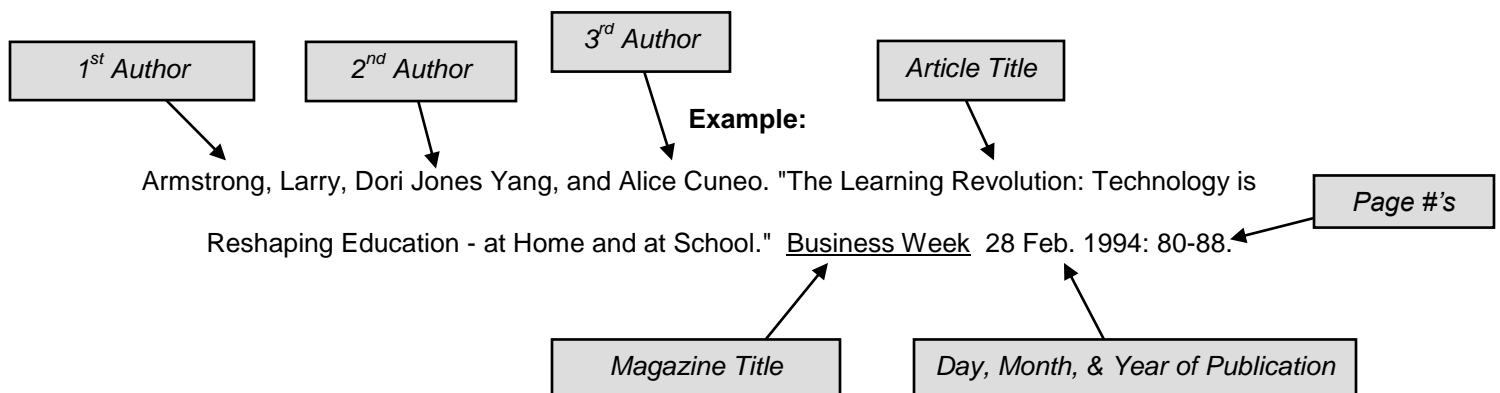 3rd Author
1st Author
2nd Author
Article Title
Example:
Armstrong, Larry, Dori Jones Yang, and Alice Cuneo. "The Learning Revolution: Technology is
Page #'s
Reshaping Education - at Home and at School." Business Week 28 Feb. 1994: 80-88.
Magazine Title
Day, Month, & Year of Publication